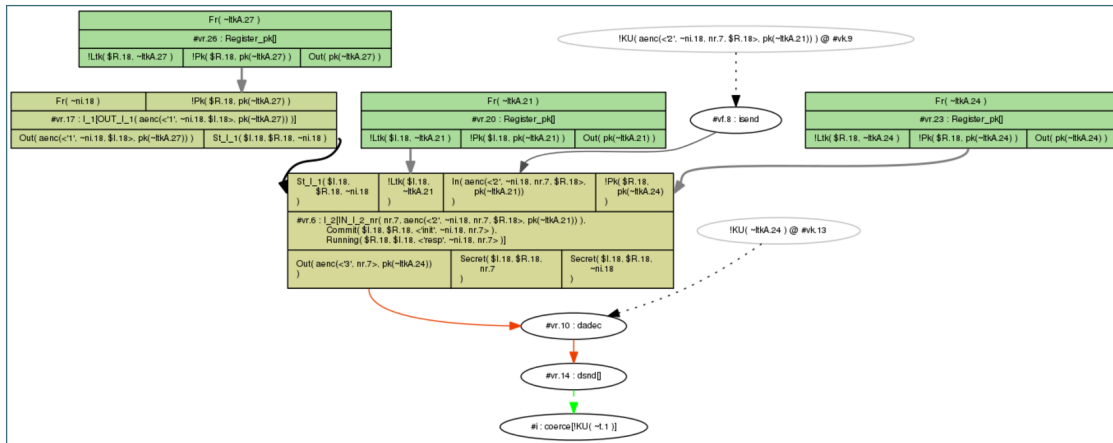 Fr( ~ltkA.27 )
#vr.26 : Register_pk[]
!Ltk( $R.18, ~ltkA.27 ) !Pk( $R.18, pk(~ltkA.27) ) Out( pk(~ltkA.27) )
!KU( aenc(<'2', ~ni.18, nr.7, $R.18>, pk(~ltkA.21)) ) @ #vk.9
Fr( ~ni.18 ) !Pk( $R.18, pk(~ltkA.27) )
#vr.17 : I_1[OUT_I_1( aenc(<'1', ~ni.18, $I.18>, pk(~ltkA.27)) )]
Out( aenc(<'1', ~ni.18, $I.18>, pk(~ltkA.27)) ) St_I_1( $I.18, $R.18, ~ni.18 )
Fr( ~ltkA.21 )
#vr.20 : Register_pk[]
!Ltk( $I.18, ~ltkA.21 ) !Pk( $I.18, pk(~ltkA.21) ) Out( pk(~ltkA.21) )
#vf.8 : isend
Fr( ~ltkA.24 )
#vr.23 : Register_pk[]
!Ltk( $R.18, ~ltkA.24 ) !Pk( $R.18, pk(~ltkA.24) ) Out( pk(~ltkA.24) )
St_I_1( $I.18,
$R.18, ~ni.18
)
!Ltk( $I.18,
~ltkA.21
)
In( aenc(<'2', ~ni.18, nr.7, $R.18>,
pk(~ltkA.21))
)
!Pk( $R.18,
pk(~ltkA.24)
)
#vr.6 : I_2[IN_I_2_nr( nr.7, aenc(<'2', ~ni.18, nr.7, $R.18>, pk(~ltkA.21)) ),
Commit( $I.18, $R.18, <'init', ~ni.18, nr.7> ),
Running( $R.18, $I.18, <'resp', ~ni.18, nr.7> )]
Out( aenc(<'3', nr.7>, pk(~ltkA.24))
)
Secret( $I.18, $R.18,
nr.7
)
Secret( $I.18, $R.18,
~ni.18
)
!KU( ~ltkA.24 ) @ #vk.13
#vr.10 : dadec
#vr.14 : dsnd[]
#i : coerce[!KU( ~t.1 )]